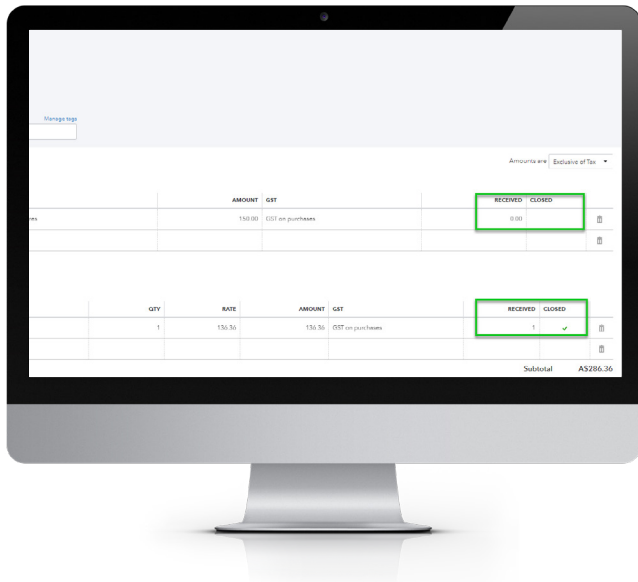 Manage tags
Amounts are Exclusive of Tax
AMOUNT GST RECEIVED CLOSED
150.00 GST on purchases 0.00
QTY RATE AMOUNT GST RECEIVED CLOSED
1 136.36 136.36 GST on purchases 1
Subtotal A$286.36